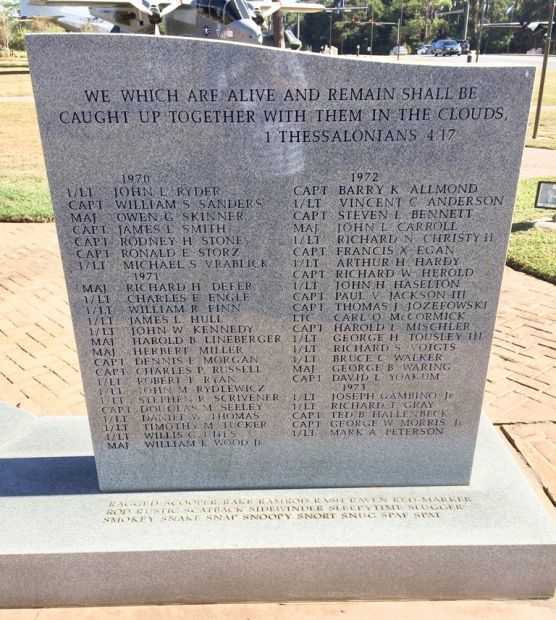 WE WHICH ARE ALIVE AND REMAIN SHALL BE
CAUGHT UP TOGETHER WITH THEM IN THE CLOUDS,
1 THESSALONIANS 4:17
1970
1/LT JOHN L RYDER
CAPT WILLIAM S SANDERS
MAJ OWEN G SKINNER
CAPT JAMES L SMITH
CAPT RODNEY H STONE
CAPT RONALD E STORZ
1/LT MICHAEL S VRABLICK
1971
MAJ RICHARD H DEFER
1/LT CHARLES E ENGLE
1/LT WILLIAM R FINN
1/LT JAMES L HULL
1/LT JOHN W KENNEDY
MAJ HAROLD B LINEBERGER
MAJ HERBERT MILLER
CAPT DENNIS F MORGAN
CAPT CHARLES P RUSSELL
1/LT ROBERT F RYAN
1/LT JOHN M RYDLEWICZ
1/LT STEPHEN R SCRIVENER
CAPT DOUGLAS M SEELEY
1/LT DANIEL W THOMAS
1/LT TIMOTHY M TUCKER
1/LT WILLIS G
MAJ WILLIAM E WOOD Jr
1972
CAPT BARRY K ALLMOND
1/LT VINCENT C ANDERSON
CAPT STEVEN L BENNETT
MAJ JOHN L CARROLL
1/LT RICHARD N CHRISTY II
CAPT FRANCIS X EGAN
1/LT ARTHUR H HARDY
CAPT RICHARD W HEROLD
1/LT JOHN H HASELTON
CAPT PAUL V JACKSON III
CAPT THOMAS J JOZEFOWSKI
LTC CARL O McCORMICK
CAPT HAROLD L MISCHLER
1/LT GEORGE H TOUSLEY III
1/LT RICHARD S VOIGTS
1/LT BRUCE C WALKER
MAJ GEORGE B WARING
CAPT DAVID L YOAKUM
1973
1/LT JOSEPH GAMBINO Jr
1/LT RICHARD T GRAY
CAPT TED B HALLENBECK
CAPT GEORGE W MORRIS Jr
1/LT MARK A PETERSON
RAGGED-SCOOPER RAKE RAMROD RASH RAVEN RED-MARKER
ROD RUSTIC SCATBACK SIDEWINDER SLEEPYTIME SLUGGER
SMOKEY SNAKE SNAP SNOOPY SNORT SNUG SPAF SPAT